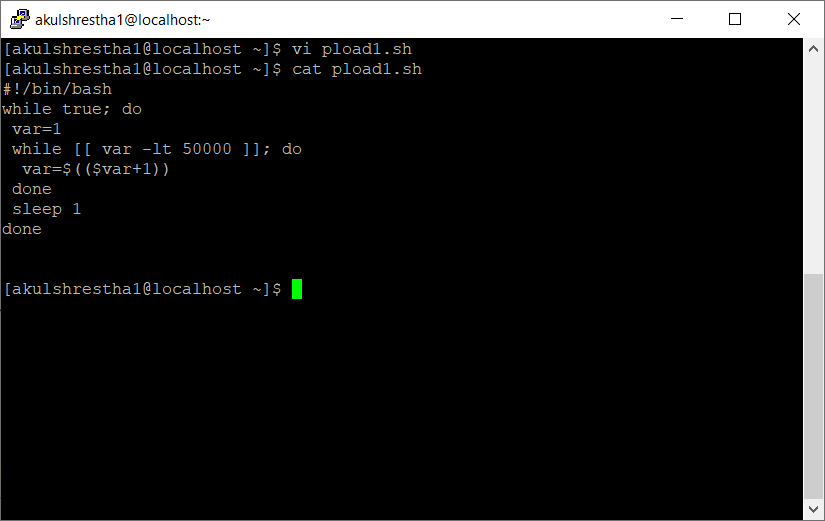 akulshrestha1@localhost:~
[akulshrestha1@localhost ~]$ vi pload1.sh
[akulshrestha1@localhost ~]$ cat pload1.sh
#!/bin/bash
while true; do
 var=1
 while [[ var -lt 50000 ]]; do
  var=$(($var+1))
 done
 sleep 1
done
[akulshrestha1@localhost ~]$